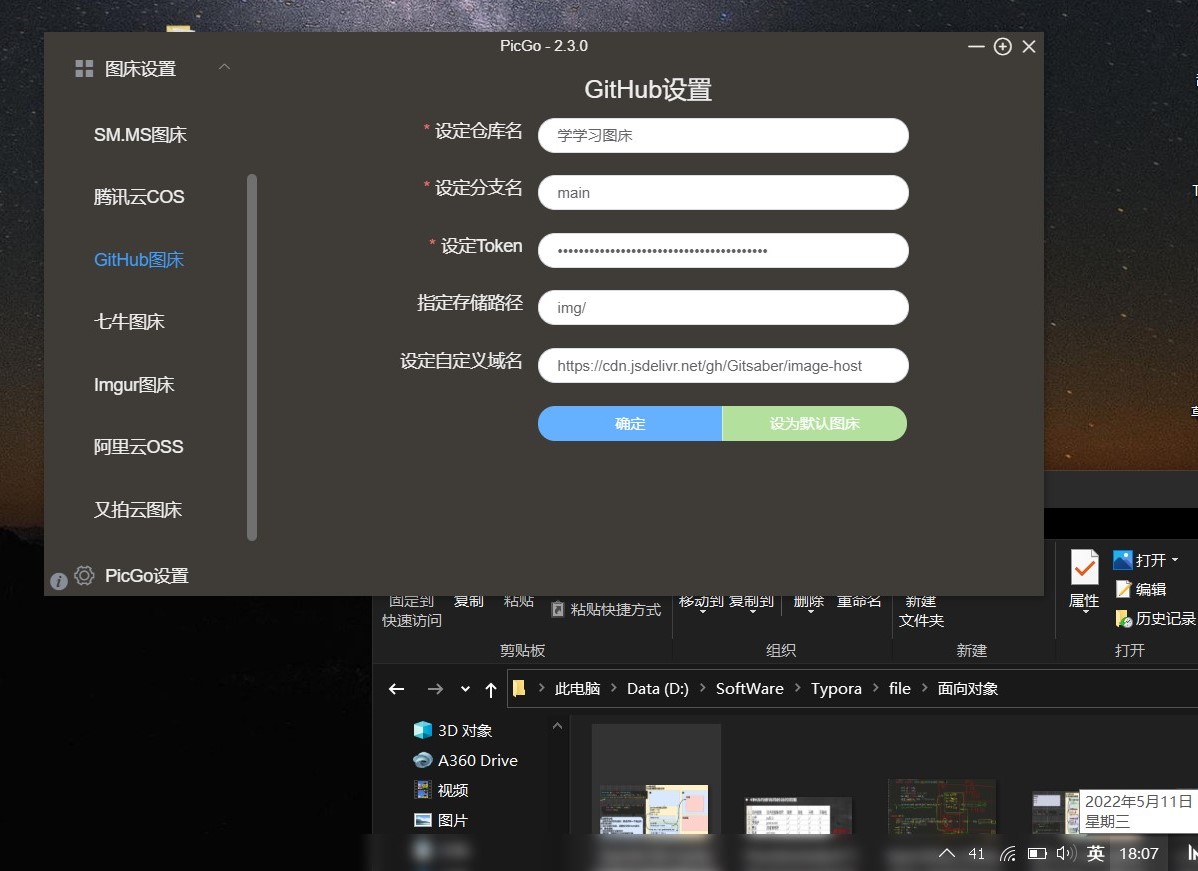 PicGo - 2.3.0
图床设置
SM.MS图床
腾讯云COS
GitHub图床
七牛图床
Imgur图床
阿里云OSS
又拍云图床
PicGo设置
GitHub设置
* 设定仓库名
学学习图床
* 设定分支名
main
* 设定Token
指定存储路径
img/
设定自定义域名
https://cdn.jsdelivr.net/gh/Gitsaber/image-host
确定
设为默认图床
固定到
快速访问
复制
粘贴
粘贴快捷方式
移动到
复制到
删除
重命名
新建
文件夹
属性
打开
编辑
历史记录
剪贴板
组织
新建
打开
此电脑
Data (D:)
SoftWare
Typora
file
面向对象
3D 对象
A360 Drive
视频
图片
2022年5月11日
星期三
41
英
18:07